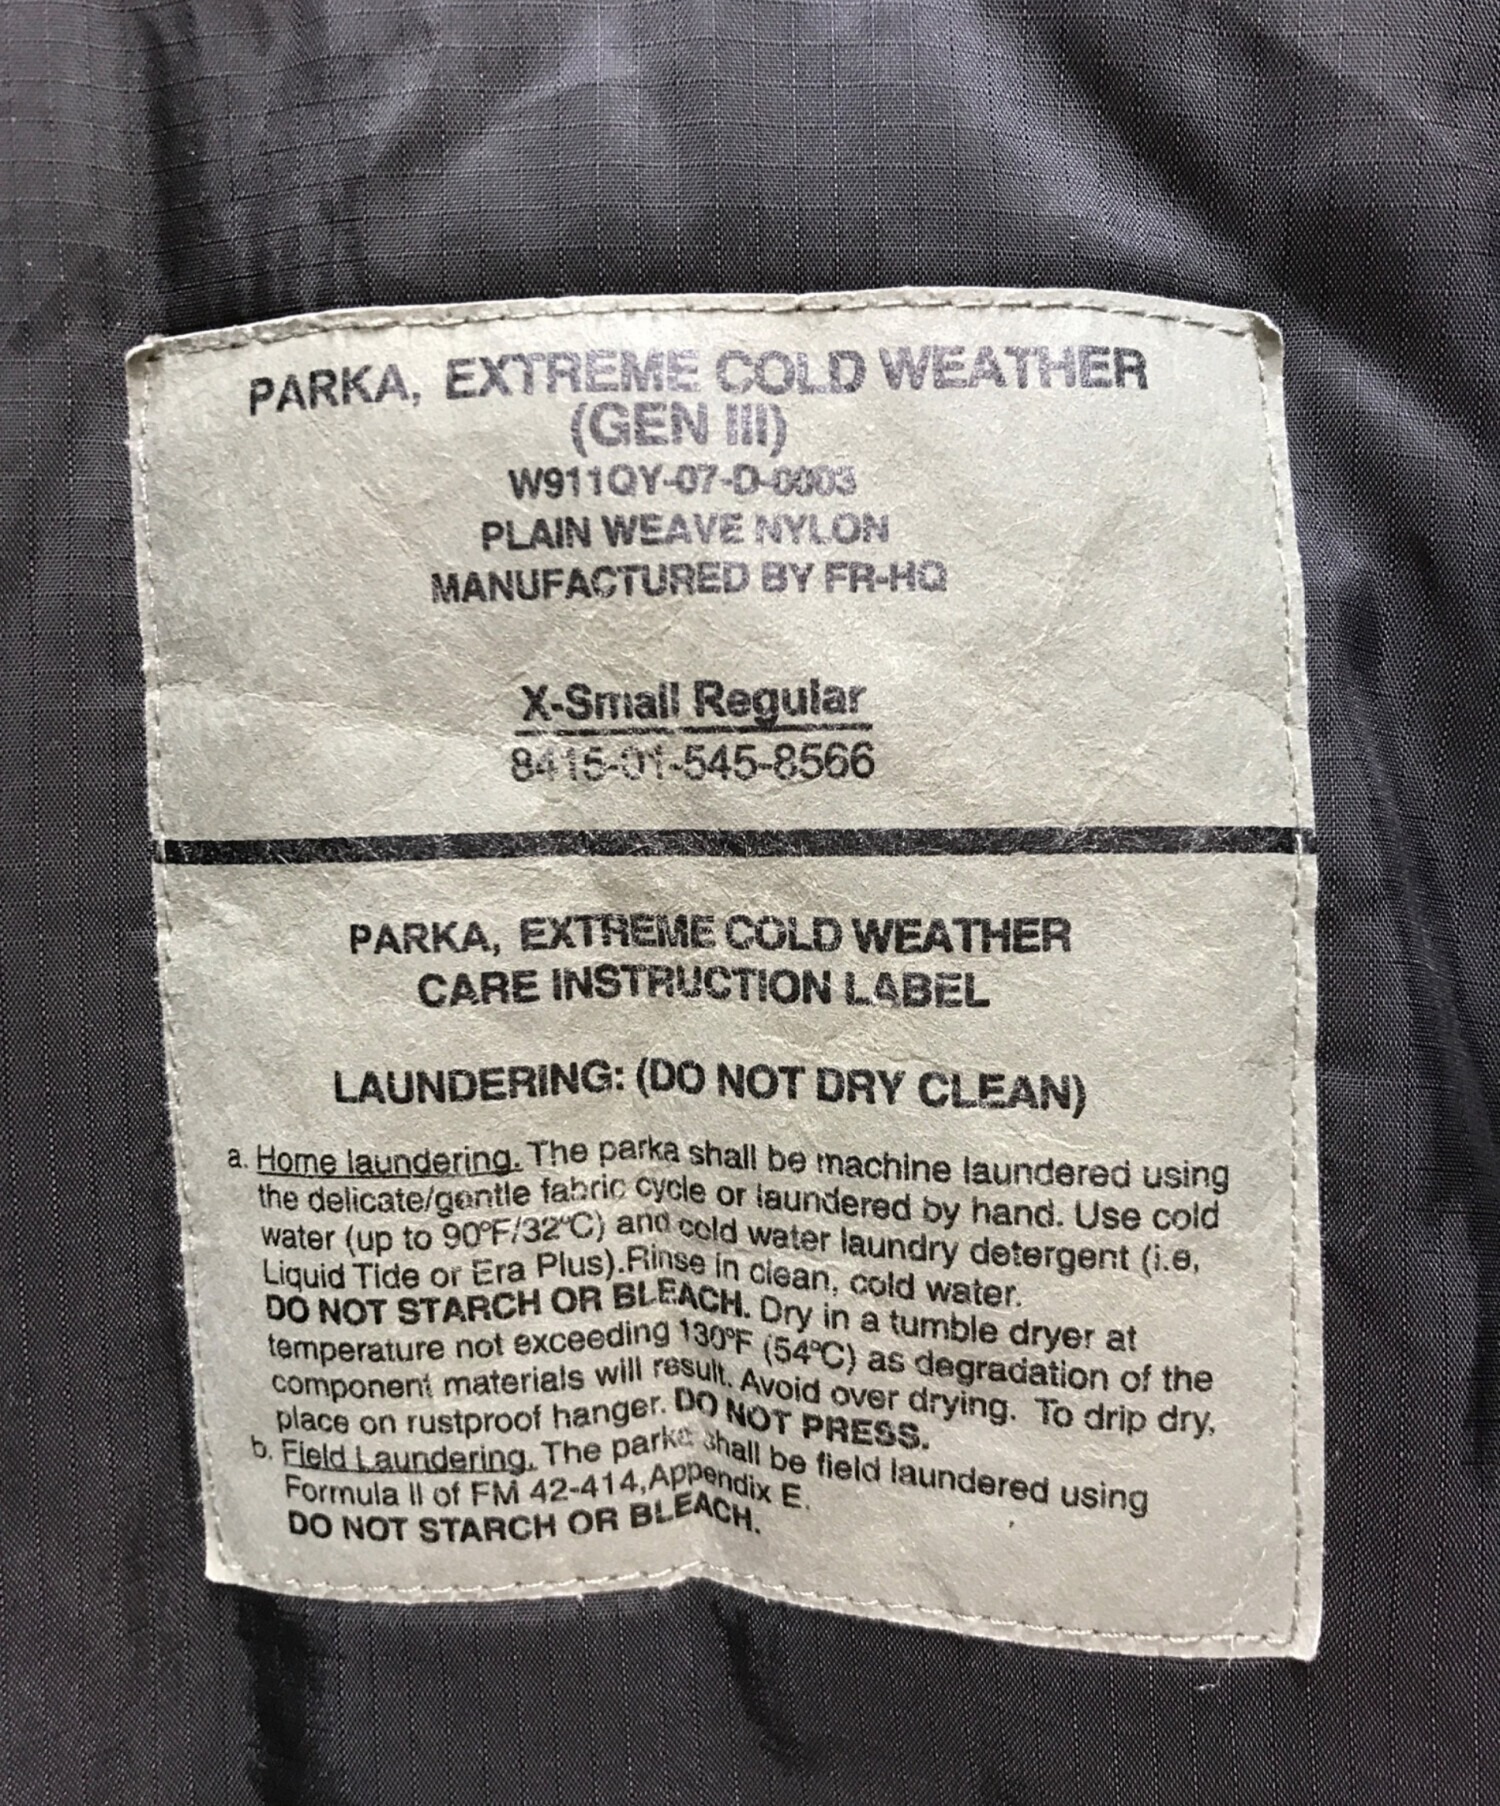 PARKA, EXTREME COLD WEATHER
(GEN III)
W911QY-07-D-0003
PLAIN WEAVE NYLON
MANUFACTURED BY FR-HQ
X-Small Regular
8415-01-545-8566
PARKA, EXTREME COLD WEATHER
CARE INSTRUCTION LABEL
LAUNDERING: (DO NOT DRY CLEAN)
a. Home laundering. The parka shall be machine laundered using
the delicate/gentle fabric cycle or laundered by hand. Use cold
water (up to 90°F/32°C) and cold water laundry detergent (i.e,
Liquid Tide or Era Plus).Rinse in clean, cold water.
DO NOT STARCH OR BLEACH. Dry in a tumble dryer at
temperature not exceeding 130°F (54°C) as degradation of the
component materials will result. Avoid over drying. To drip dry,
place on rustproof hanger. DO NOT PRESS.
b. Field Laundering. The parka shall be field laundered using
Formula II of FM 42-414,Appendix E.
DO NOT STARCH OR BLEACH.